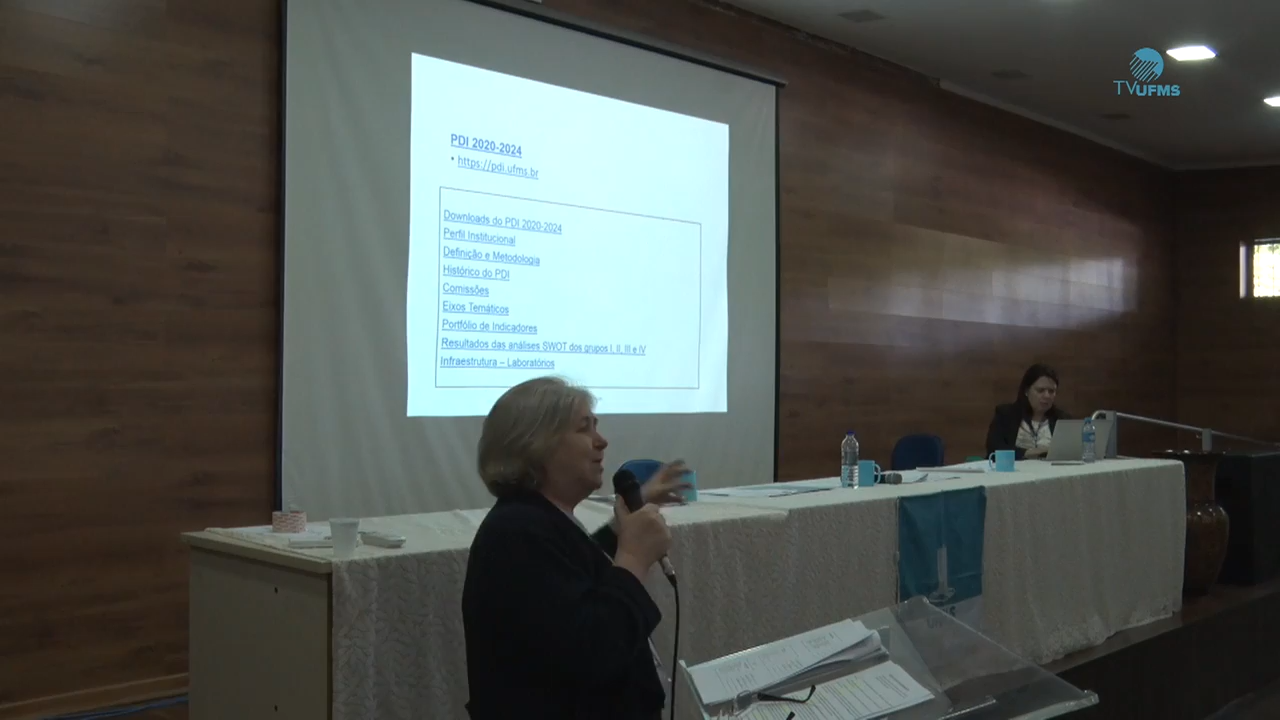 TVUFMS
PDI 2020-2024
• https://pdi.ufms.br
Downloads do PDI 2020-2024
Perfil Institucional
Definição e Metodologia
Histórico do PDI
Comissões
Eixos Temáticos
Portfólio de Indicadores
Resultados das análises SWOT dos grupos I, II, III e IV
Infraestrutura – Laboratórios